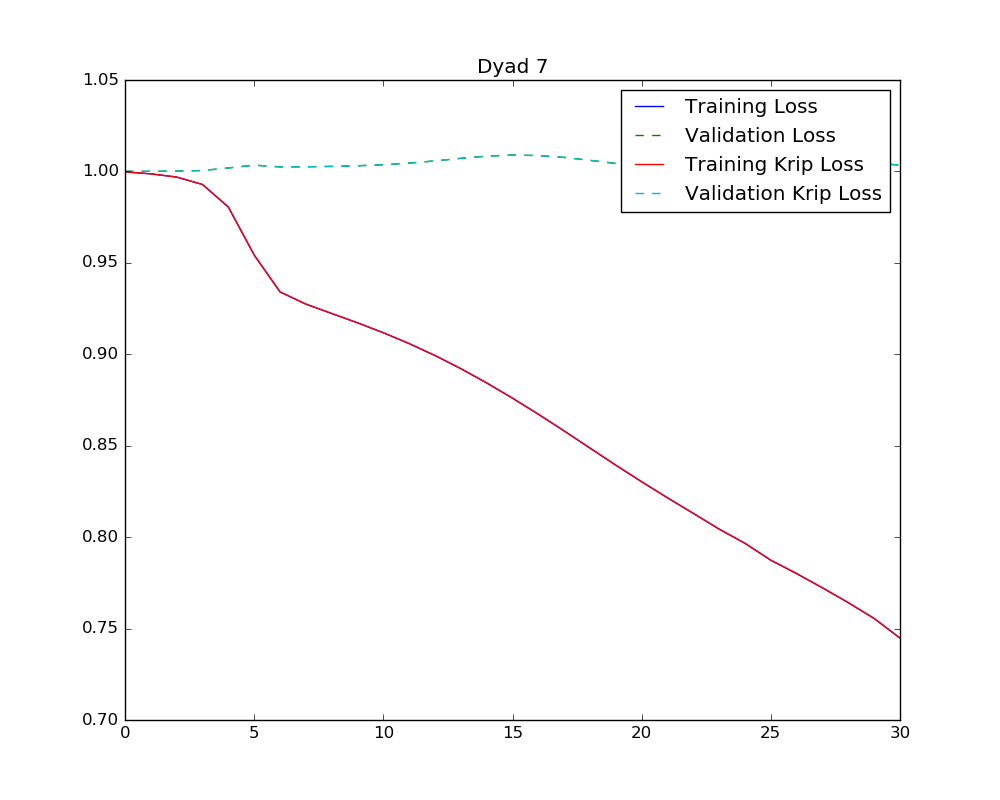 Dyad 7
1.05
1.00
0.95
0.90
0.85
0.80
0.75
0.70
Training Loss
Validation Loss
Training Krip Loss
Validation Krip Loss
0 5 10 15 20 25 30